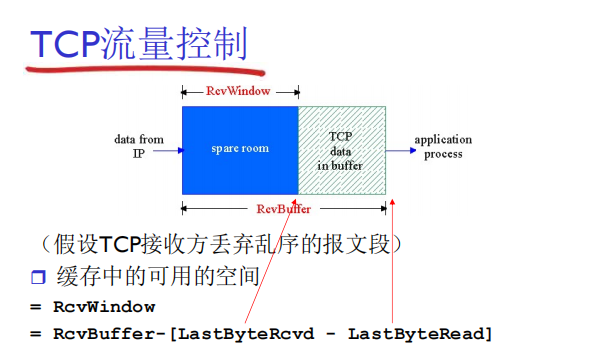 TCP流量控制
RcvWindow
data from
IP
spare room
TCP
data
in buffer
application
process
RcvBuffer
（假设TCP接收方丢弃乱序的报文段）
缓存中的可用的空间
= RcvWindow
= RcvBuffer-[LastByteRcvd - LastByteRead]